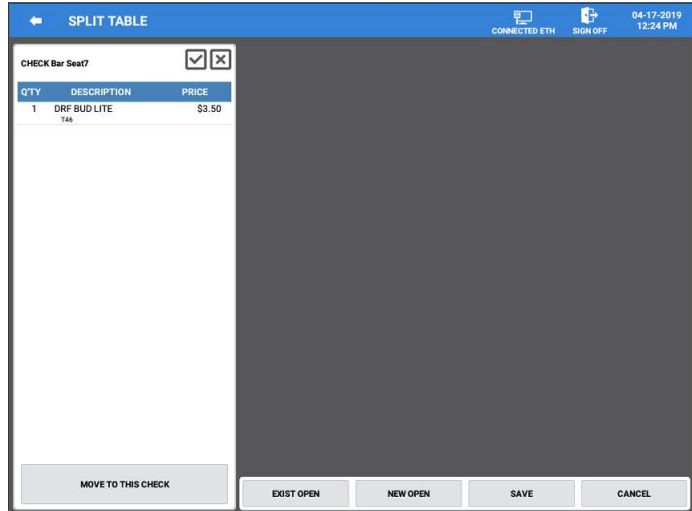 SPLIT TABLE
CONNECTED ETH
SIGN OFF
04-17-2019
12:24 PM
CHECK Bar Seat7
Q'TY DESCRIPTION PRICE
1 DRF BUD LITE $3.50
T46
MOVE TO THIS CHECK
EXIST OPEN
NEW OPEN
SAVE
CANCEL